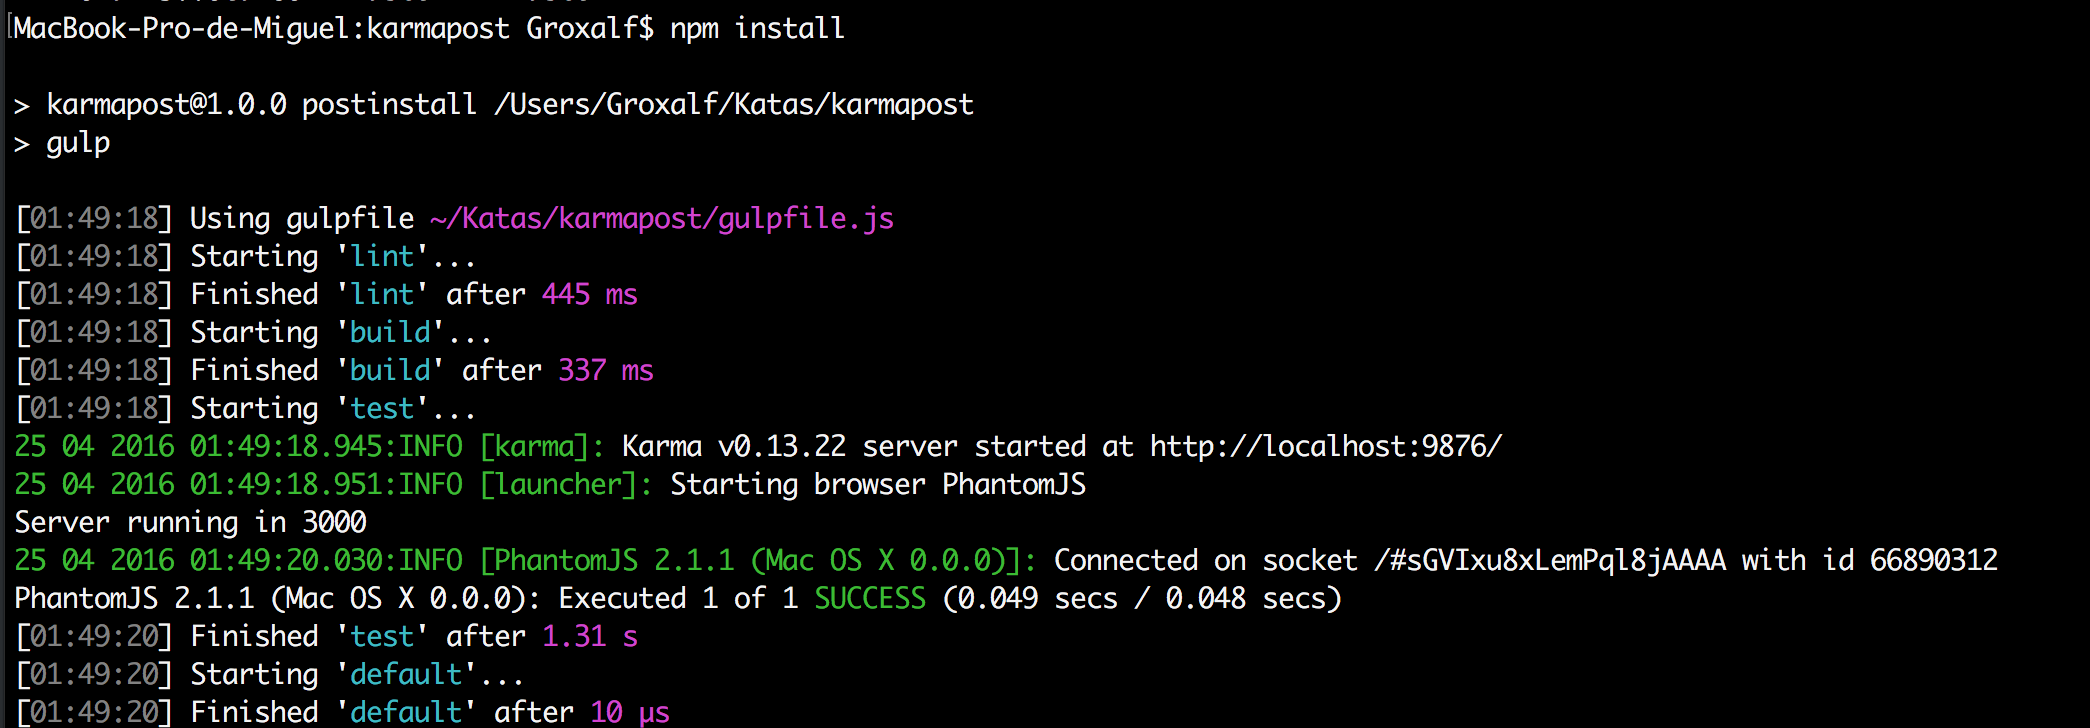 MacBook-Pro-de-Miguel:karmapost Groxalf$ npm install
> karmapost@1.0.0 postinstall /Users/Groxalf/Katas/karmapost
> gulp
[01:49:18] Using gulpfile ~/Katas/karmapost/gulpfile.js
[01:49:18] Starting 'lint'...
[01:49:18] Finished 'lint' after 445 ms
[01:49:18] Starting 'build'...
[01:49:18] Finished 'build' after 337 ms
[01:49:18] Starting 'test'...
25 04 2016 01:49:18.945:INFO [karma]: Karma v0.13.22 server started at http://localhost:9876/
25 04 2016 01:49:18.951:INFO [launcher]: Starting browser PhantomJS
Server running in 3000
25 04 2016 01:49:20.030:INFO [PhantomJS 2.1.1 (Mac OS X 0.0.0)]: Connected on socket /#sGVIxu8xLemPql8jAAAA with id 66890312
PhantomJS 2.1.1 (Mac OS X 0.0.0): Executed 1 of 1 SUCCESS (0.049 secs / 0.048 secs)
[01:49:20] Finished 'test' after 1.31 s
[01:49:20] Starting 'default'...
[01:49:20] Finished 'default' after 10 μs